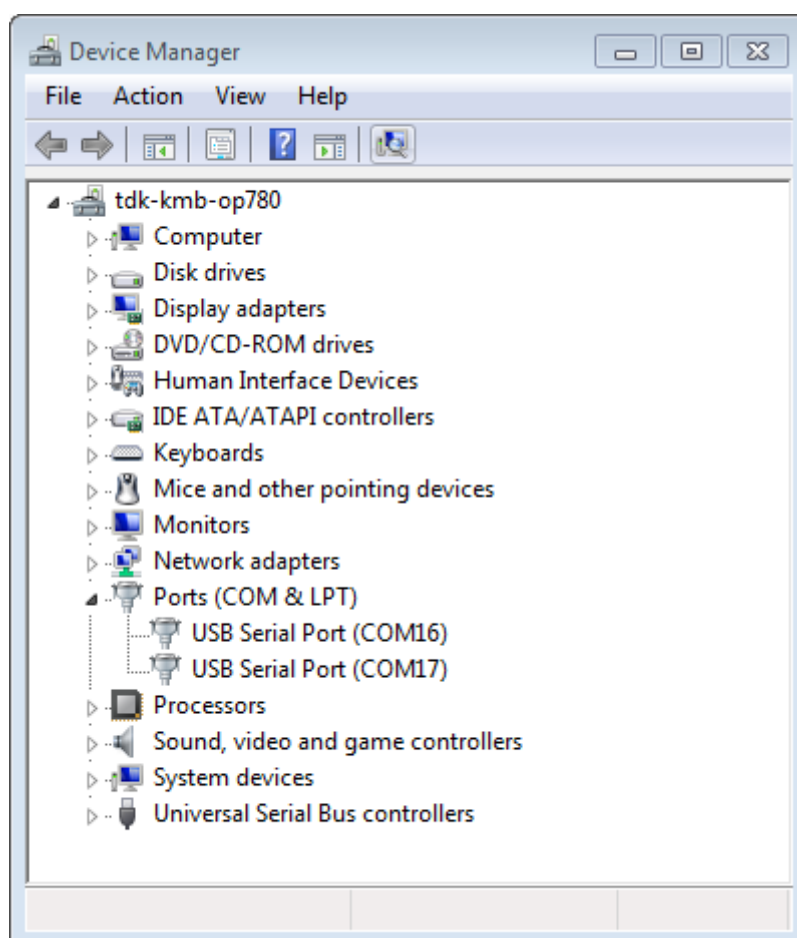 Device Manager
File Action View Help
tdk-kmb-op780
Computer
Disk drives
Display adapters
DVD/CD-ROM drives
Human Interface Devices
IDE ATA/ATAPI controllers
Keyboards
Mice and other pointing devices
Monitors
Network adapters
Ports (COM & LPT)
USB Serial Port (COM16)
USB Serial Port (COM17)
Processors
Sound, video and game controllers
System devices
Universal Serial Bus controllers